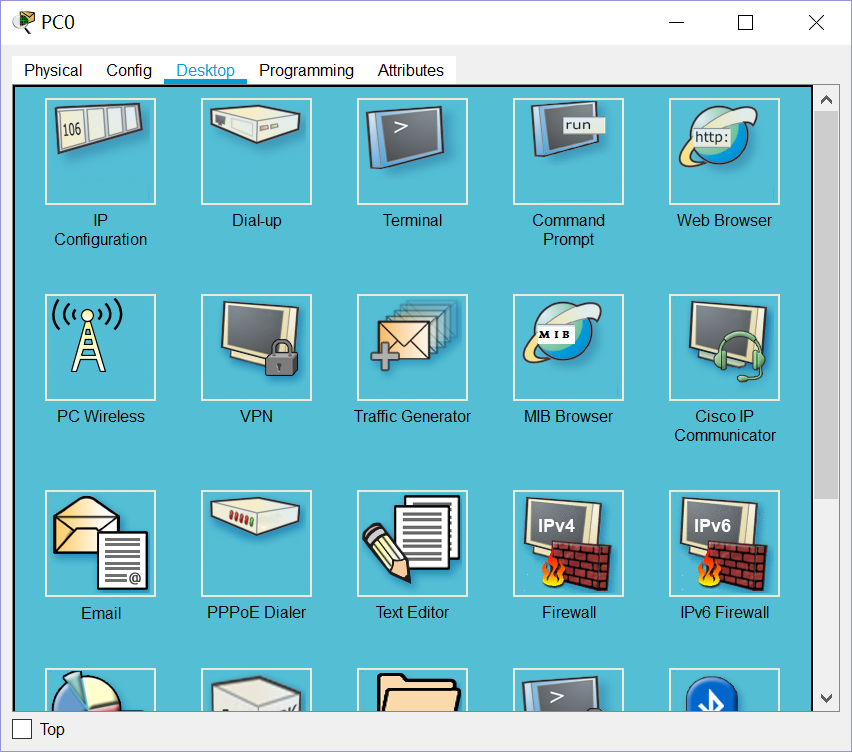 PC0
Physical Config Desktop Programming Attributes
106
>
run
http:
IP
Configuration
Dial-up
Terminal
Command
Prompt
Web Browser
MIB
PC Wireless
VPN
Traffic Generator
MIB Browser
Cisco IP
Communicator
@
IPv4
IPv6
Email
PPPoE Dialer
Text Editor
Firewall
IPv6 Firewall
>
Top